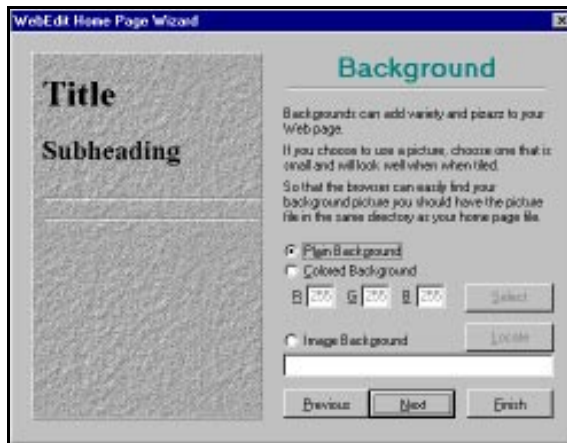 WebEdit Home Page Wizard
Title
Subheading
Background
Backgrounds can add variety and pizazz to your
Web page.
If you choose to use a picture, choose one that is
small and will look well when when tiled.
So that the browser can easily find your
background picture you should have the picture
file in the same directory as your home page file.
Plain Background
Colored Background
R 255 G 255 B 255 Select
Image Background Locate
Previous Next Finish